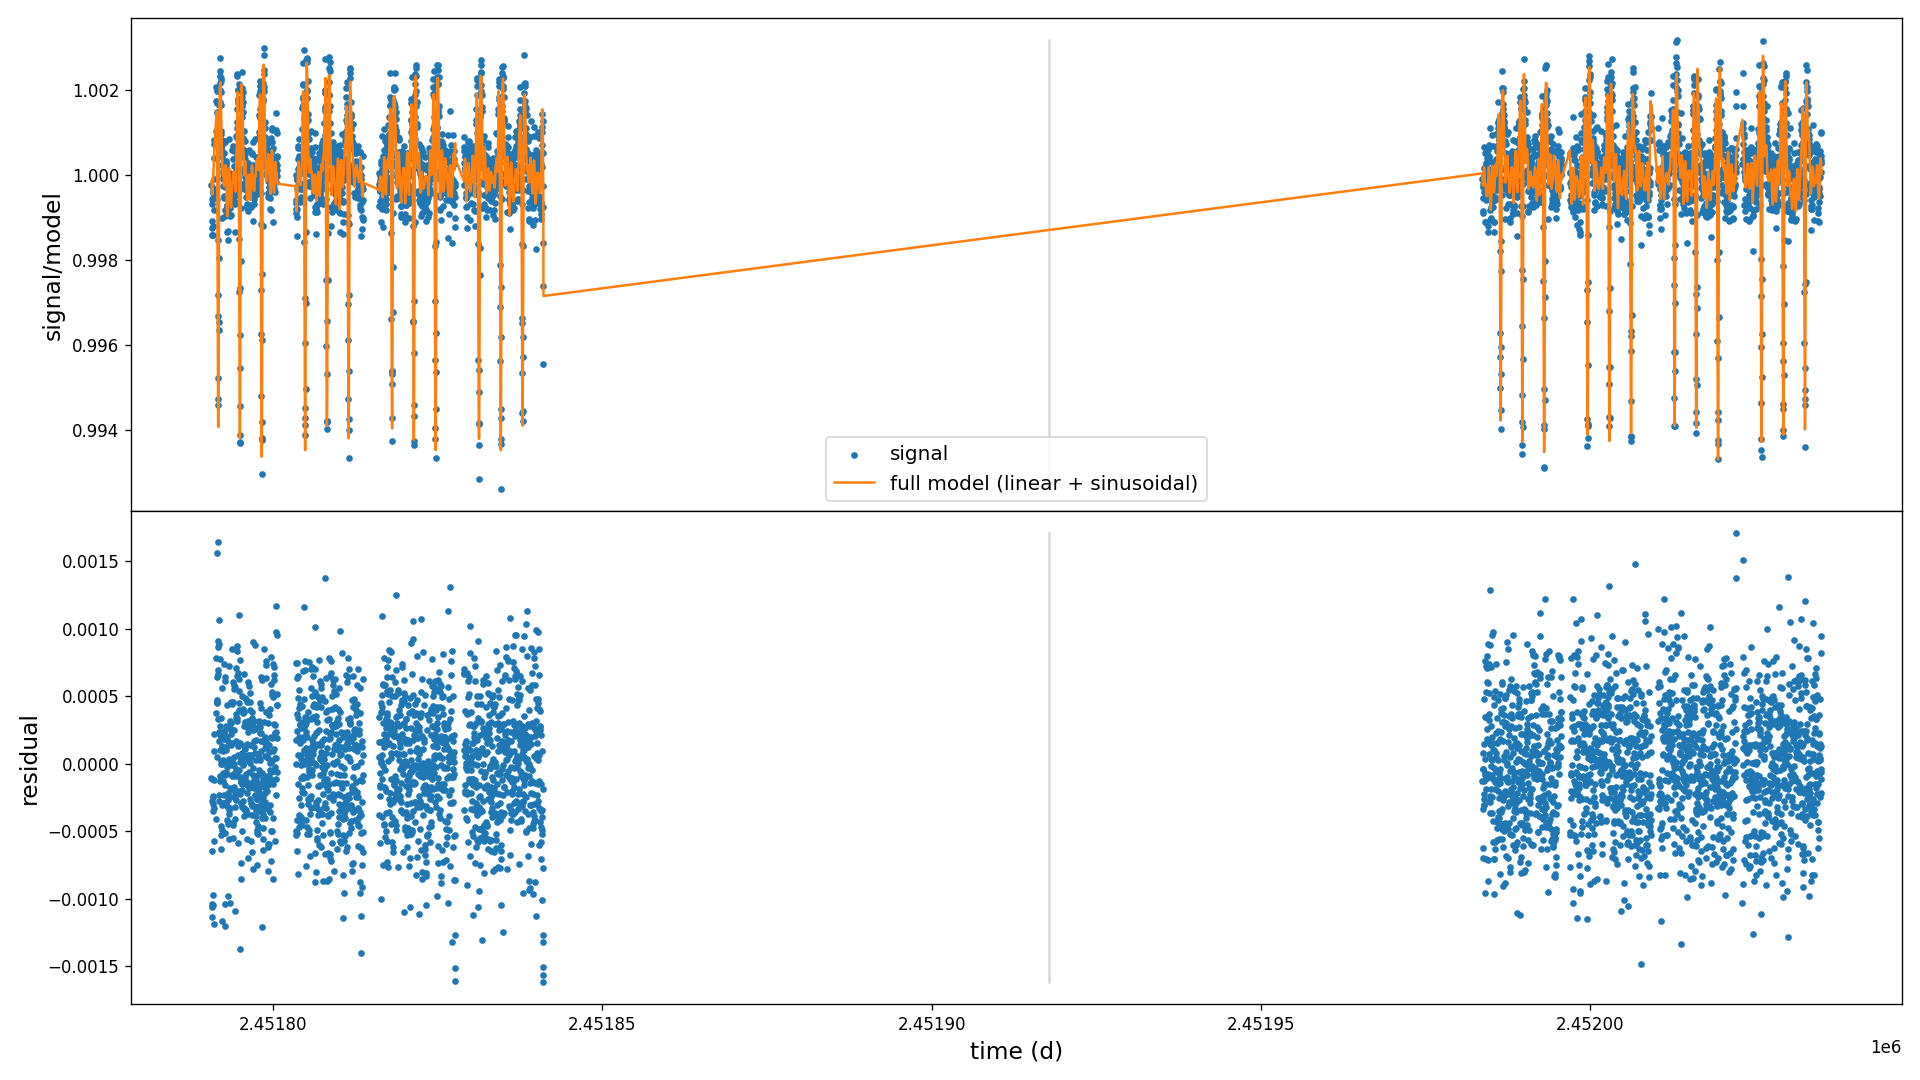 signal/model
1.002
1.000
0.998
0.996
0.994
signal
full model (linear + sinusoidal)
residual
0.0015
0.0010
0.0005
0.0000
−0.0005
−0.0010
−0.0015
2.45180
2.45185
2.45190
2.45195
2.45200
time (d)
1e6